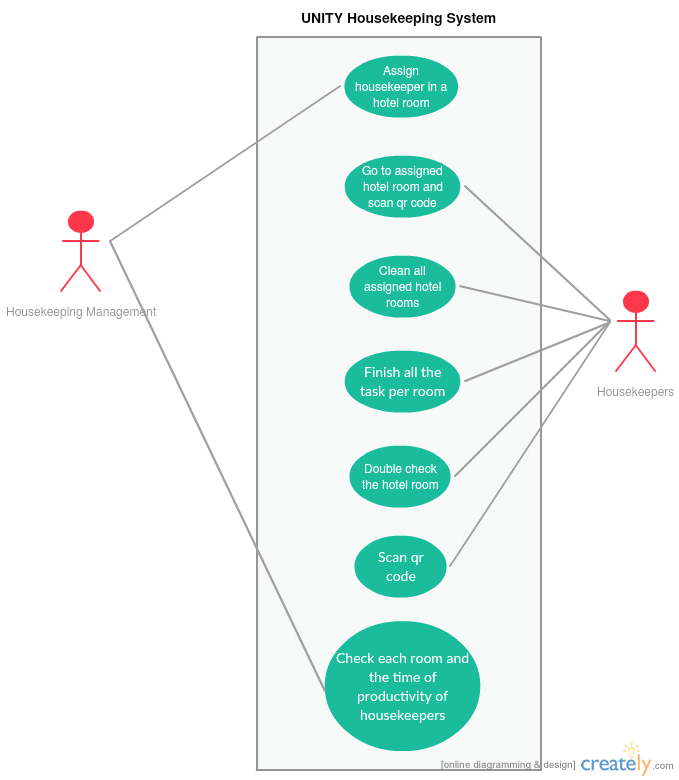 UNITY Housekeeping System
Assign
housekeeper in a
hotel room
Go to assigned
hotel room and
scan qr code
Clean all
assigned hotel
rooms
Housekeeping Management
Finish all the
task per room
Housekeepers
Double check
the hotel room
Scan qr
code
Check each room and
the time of
productivity of
housekeepers
[online diagramming & design] creately.com